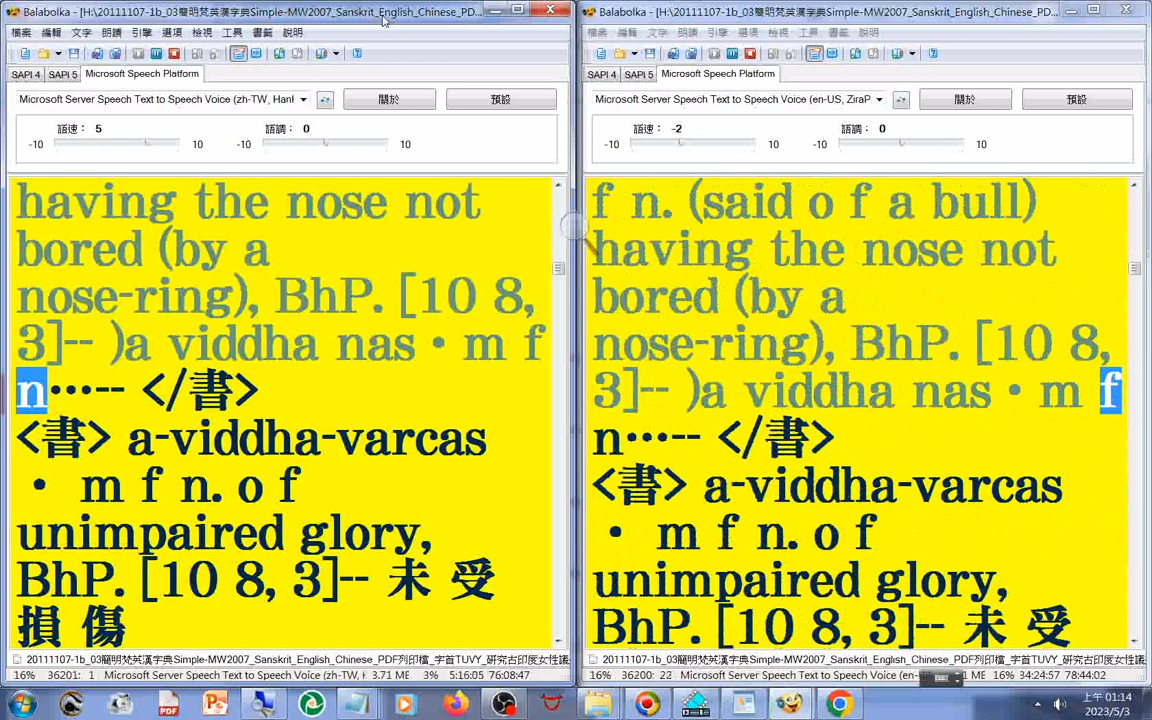 Balabolka - [H:\20111107-1b_03簡明梵英漢字典Simple-MW2007_Sanskrit_English_Chinese_PD...
檔案 編輯 文字 朗讀 引擎 選項 檢視 工具 書籤 說明
SAPI 4 SAPI 5 Microsoft Speech Platform
Microsoft Server Speech Text to Speech Voice (zh-TW, Hanl
關於
預設
語速: 5
語調: 0
-10 10 -10 10
having the nose not
bored (by a
nose-ring), BhP. [10 8,
3]-- )a viddha nas • m f
n…-- </書>
<書> a-viddha-varcas
• m f n. o f
unimpaired glory,
BhP. [10 8, 3]-- 未 受
損 傷
20111107-1b_03簡明梵英漢字典Simple-MW2007_Sanskrit_English_Chinese_PDF列印檔_字首TUVY_研究古印度女性議
16% 36201: 1 Microsoft Server Speech Text to Speech Voice (zh-TW, 3.71 ME 3% 5:16:05 76:08:47
Balabolka - [H:\20111107-1b_03簡明梵英漢字典Simple-MW2007_Sanskrit_English_Chinese_PD...
檔案 編輯 文字 朗讀 引擎 選項 檢視 工具 書籤 說明
SAPI 4 SAPI 5 Microsoft Speech Platform
Microsoft Server Speech Text to Speech Voice (en-US, ZiraP
關於
預設
語速: -2
語調: 0
-10 10 -10 10
f n. (said o f a bull)
having the nose not
bored (by a
nose-ring), BhP. [10 8,
3]-- )a viddha nas • m f
n…-- </書>
<書> a-viddha-varcas
• m f n. o f
unimpaired glory,
BhP. [10 8, 3]-- 未 受
20111107-1b_03簡明梵英漢字典Simple-MW2007_Sanskrit_English_Chinese_PDF列印檔_字首TUVY_研究古印度女性議
16% 36200: 22 Microsoft Server Speech Text to Speech Voice (en-US, 16% 34:24:57 78:44:02
PDF
上午 01:14
2023/5/3